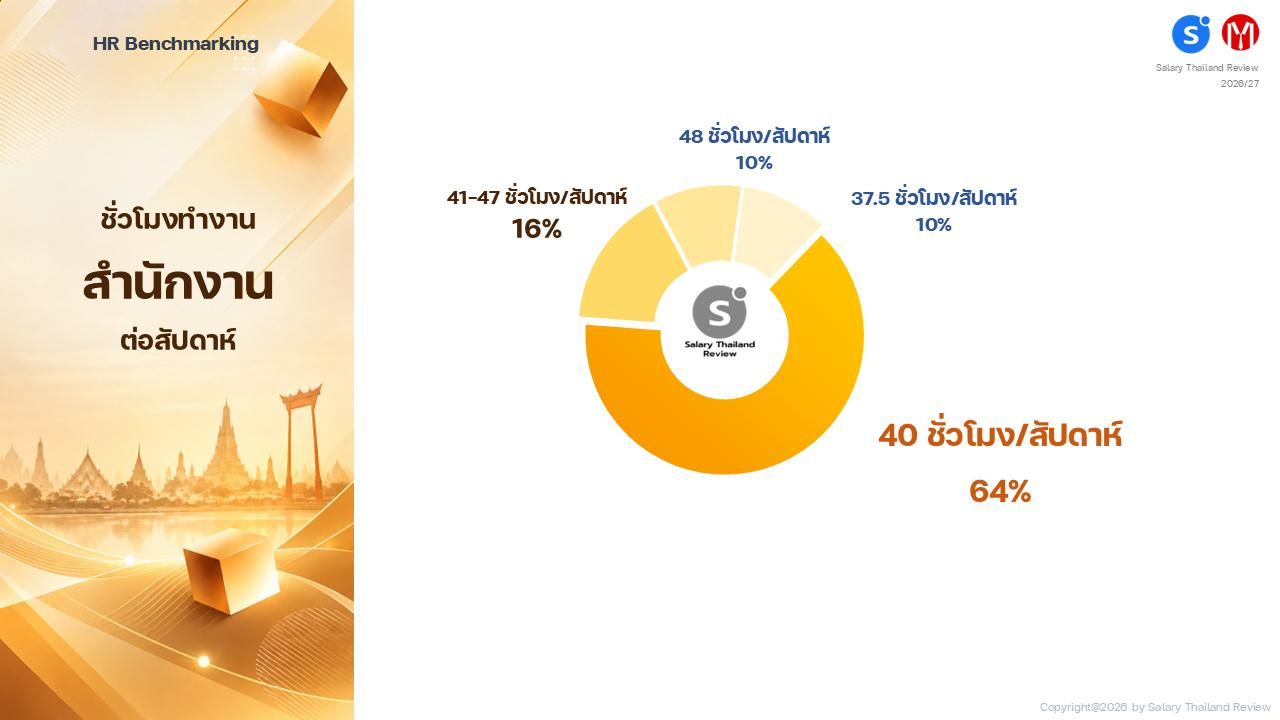 HR Benchmarking
ชั่วโมงทำงาน
สำนักงาน
ต่อสัปดาห์
S
Salary Thailand Review
2026/27
48 ชั่วโมง/สัปดาห์
10%
41-47 ชั่วโมง/สัปดาห์
16%
37.5 ชั่วโมง/สัปดาห์
10%
S
Salary Thailand
Review
40 ชั่วโมง/สัปดาห์
64%
Copyright@2026 by Salary Thailand Review